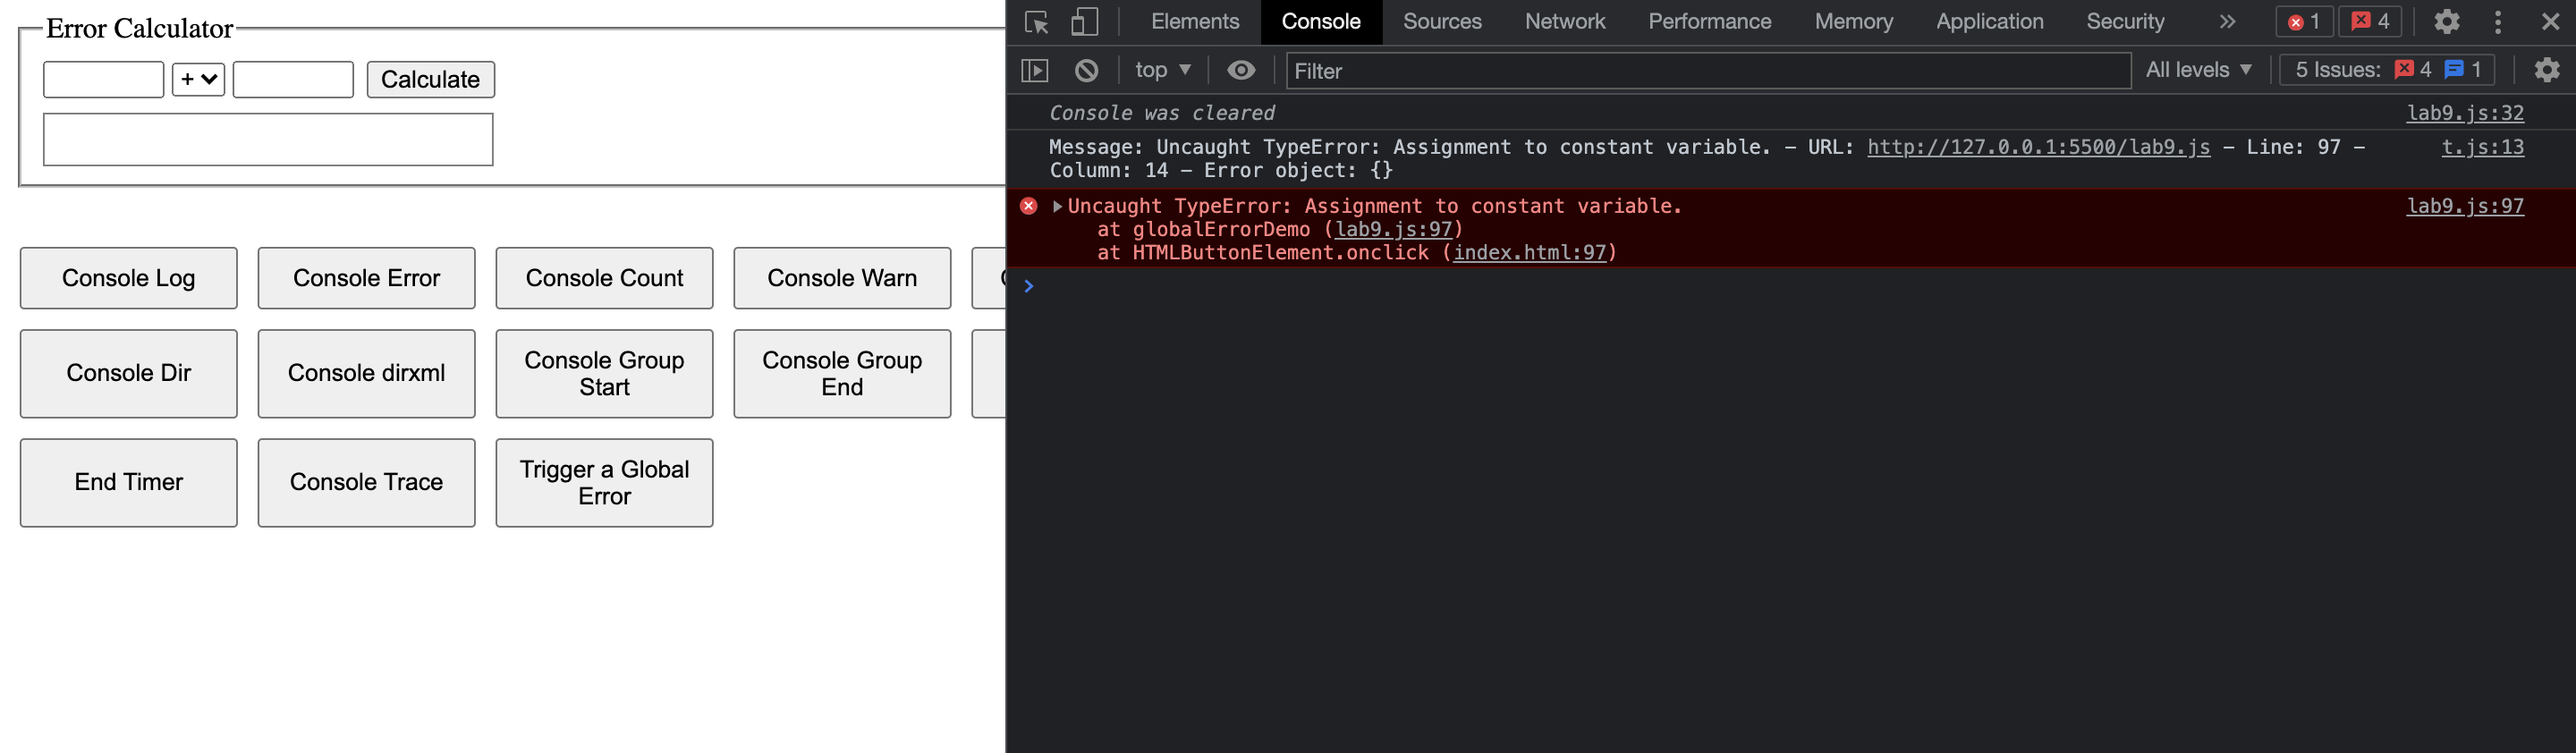 Error Calculator
+
Calculate
Console Log
Console Error
Console Count
Console Warn
Console Dir
Console dirxml
Console Group
Start
Console Group
End
End Timer
Console Trace
Trigger a Global
Error
Elements
Console
Sources
Network
Performance
Memory
Application
Security
»
1
4
top
Filter
All levels
5 Issues:
4
1
Console was cleared lab9.js:32
Message: Uncaught TypeError: Assignment to constant variable. – URL: http://127.0.0.1:5500/lab9.js – Line: 97 – t.js:13
Column: 14 – Error object: {}
Uncaught TypeError: Assignment to constant variable. lab9.js:97
at globalErrorDemo (lab9.js:97)
at HTMLButtonElement.onclick (index.html:97)